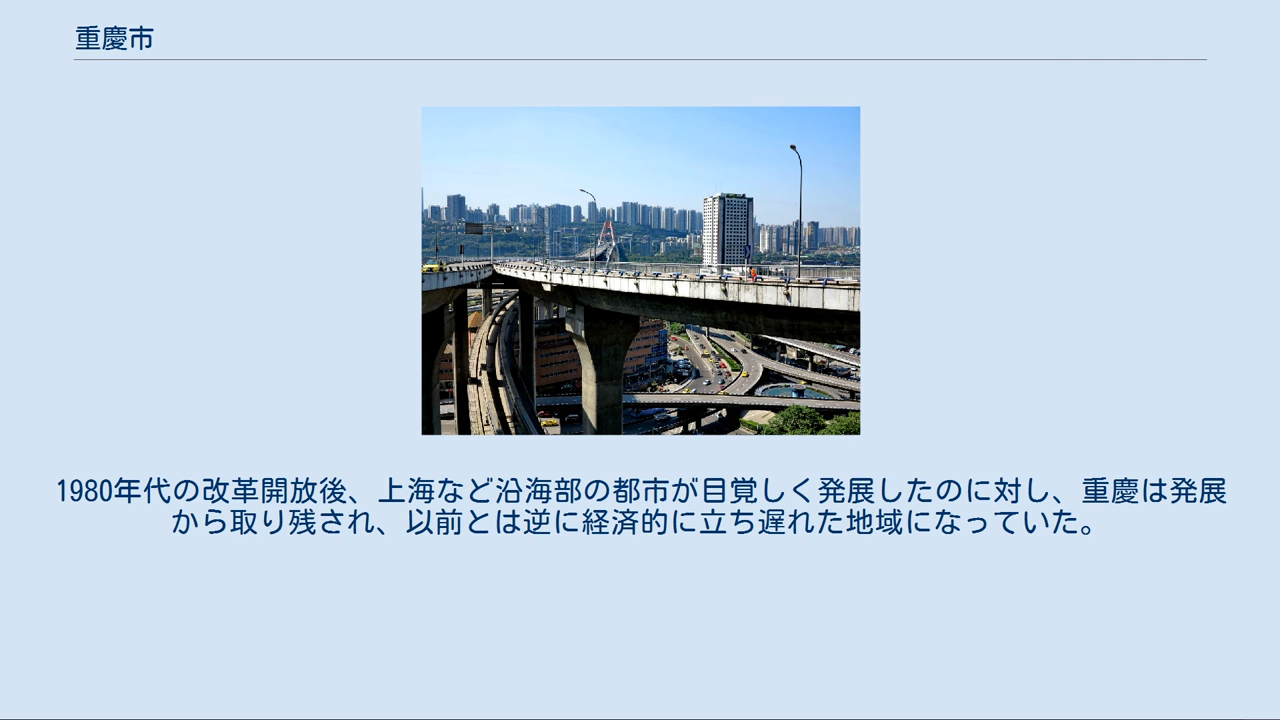 重慶市
1980年代の改革開放後、上海など沿海部の都市が目覚しく発展したのに対し、重慶は発展
から取り残され、以前とは逆に経済的に立ち遅れた地域になっていた。